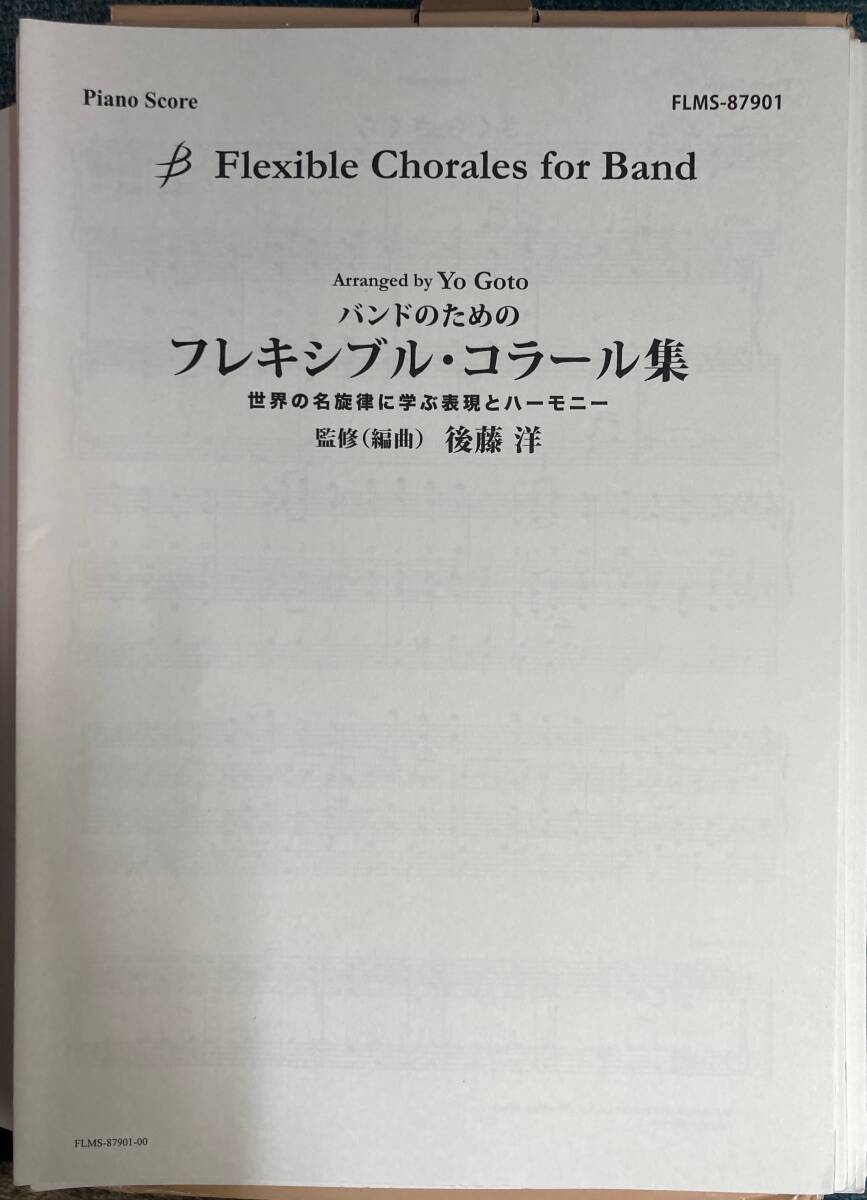 Piano Score
FLMS-87901
Flexible Chorales for Band
Arranged by Yo Goto
バンドのための
フレキシブル・コラール集
世界の名旋律に学ぶ表現とハーモニー
監修（編曲） 後藤 洋
FLMS-87901-00